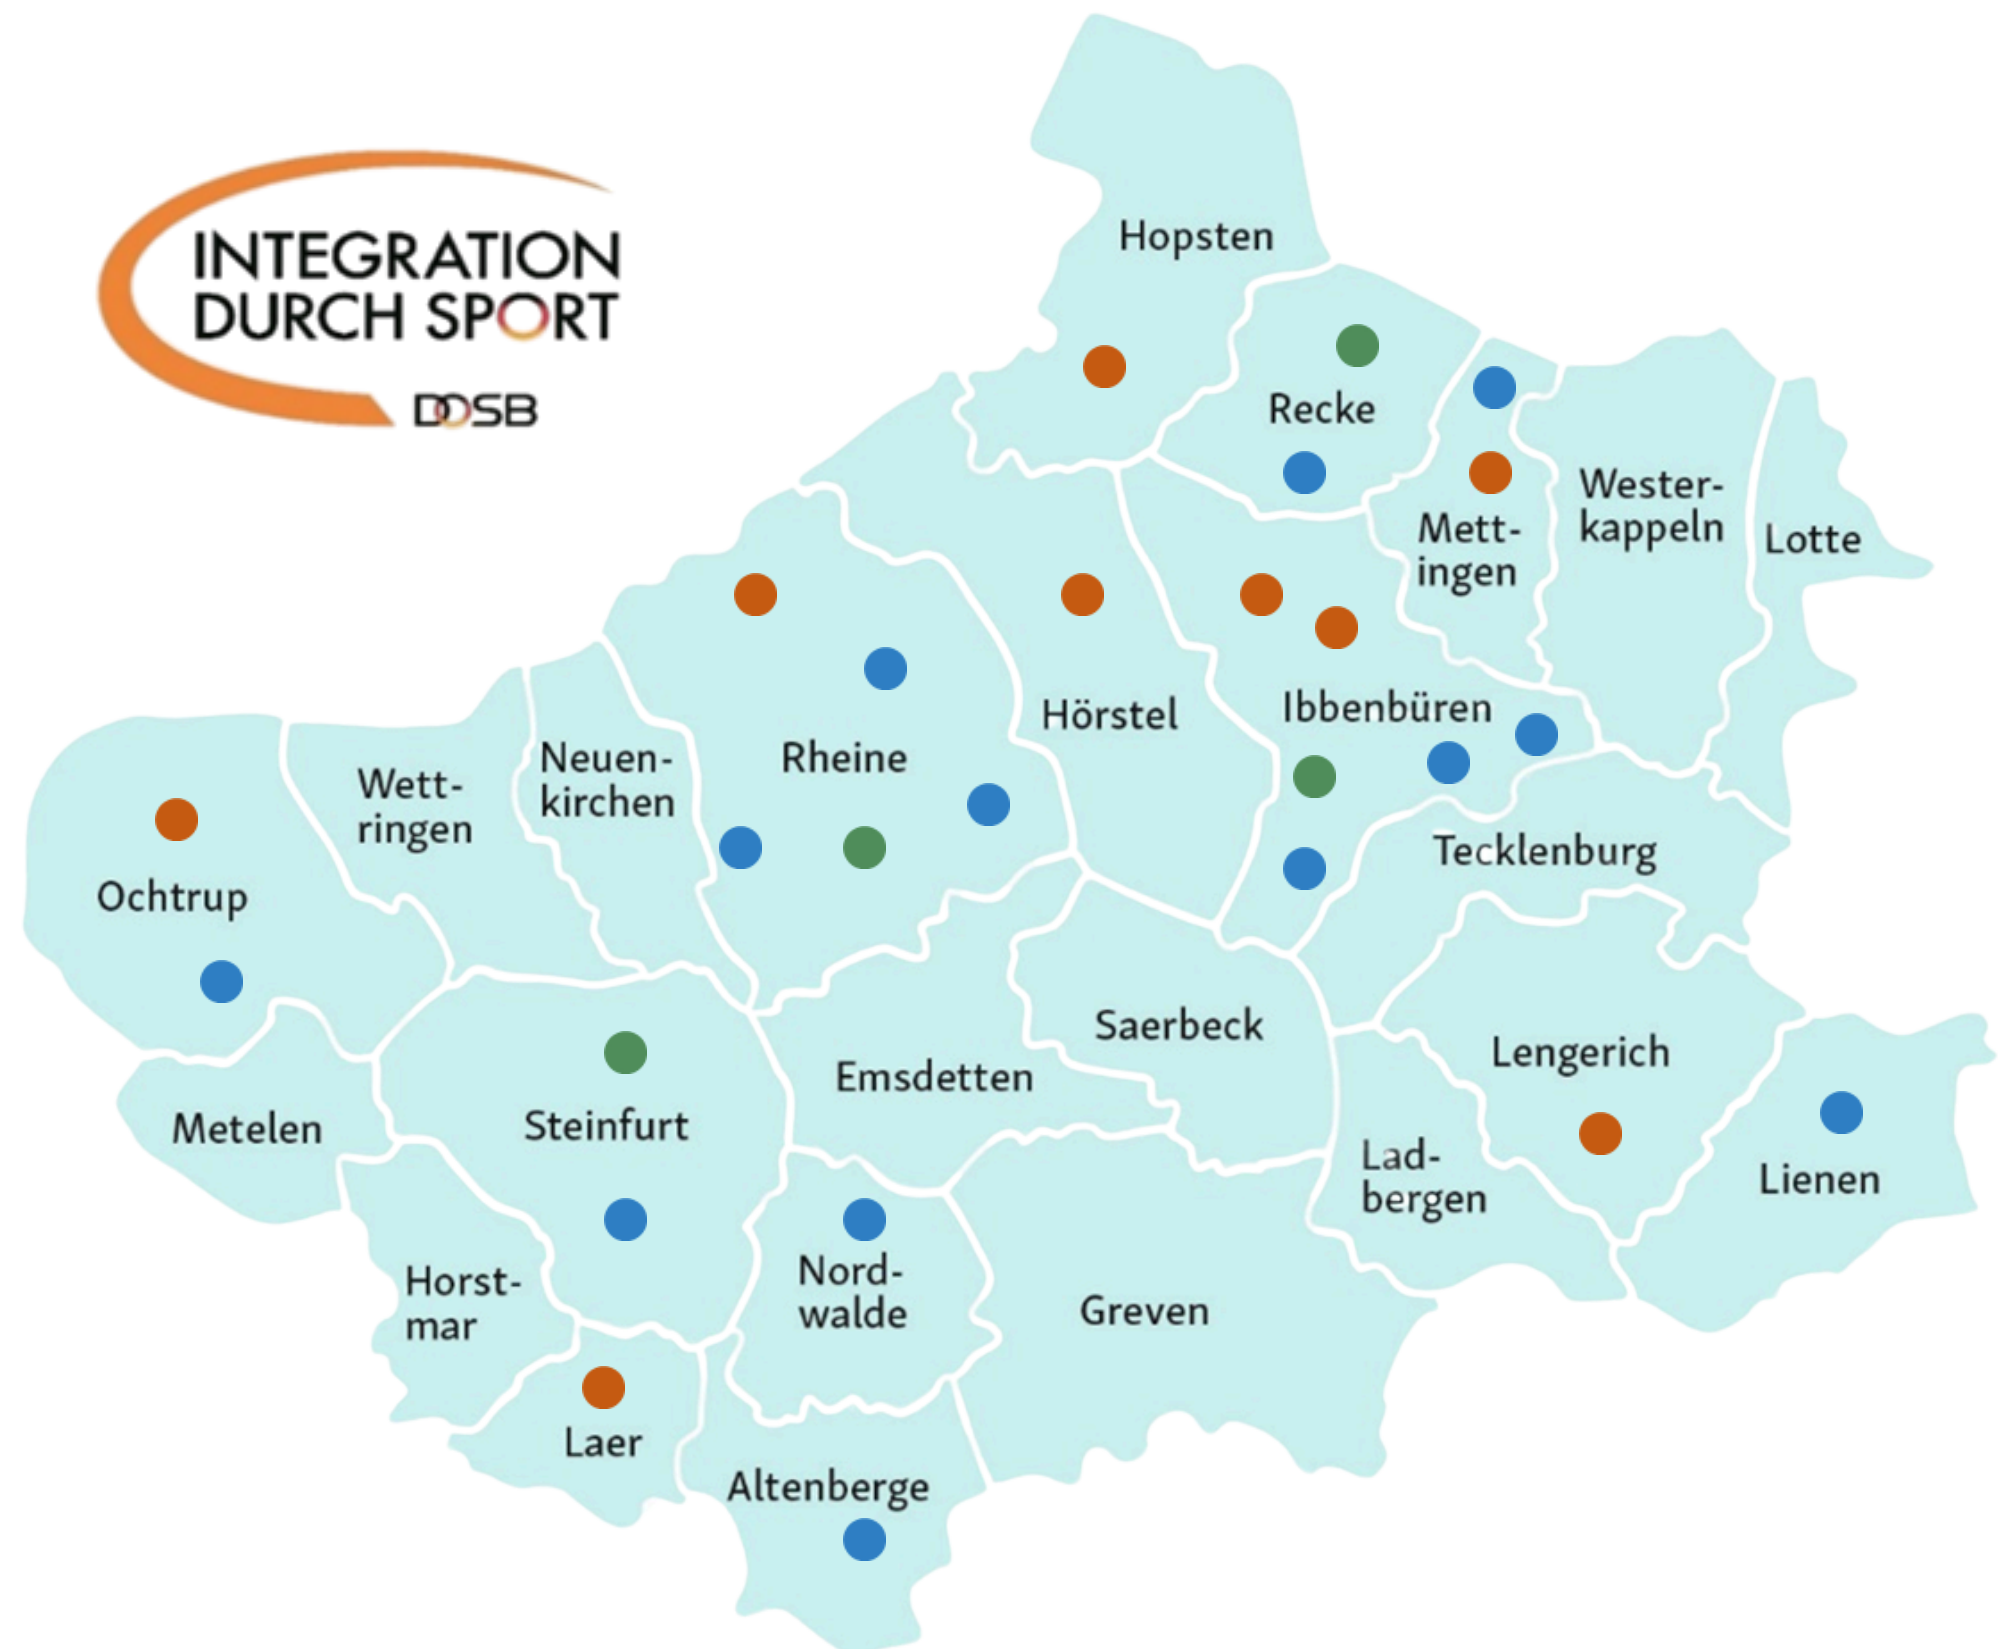 INTEGRATION
DURCH SPORT
DOSB
Hopsten
Recke
Wester-
kappeln
Lotte
Mett-
ingen
Hörstel
Ibbenbüren
Rheine
Neuen-
kirchen
Wett-
ringen
Ochtrup
Tecklenburg
Saerbeck
Lengerich
Emsdetten
Steinfurt
Metelen
Lad-
bergen
Lienen
Nord-
walde
Horst-
mar
Greven
Laer
Altenberge